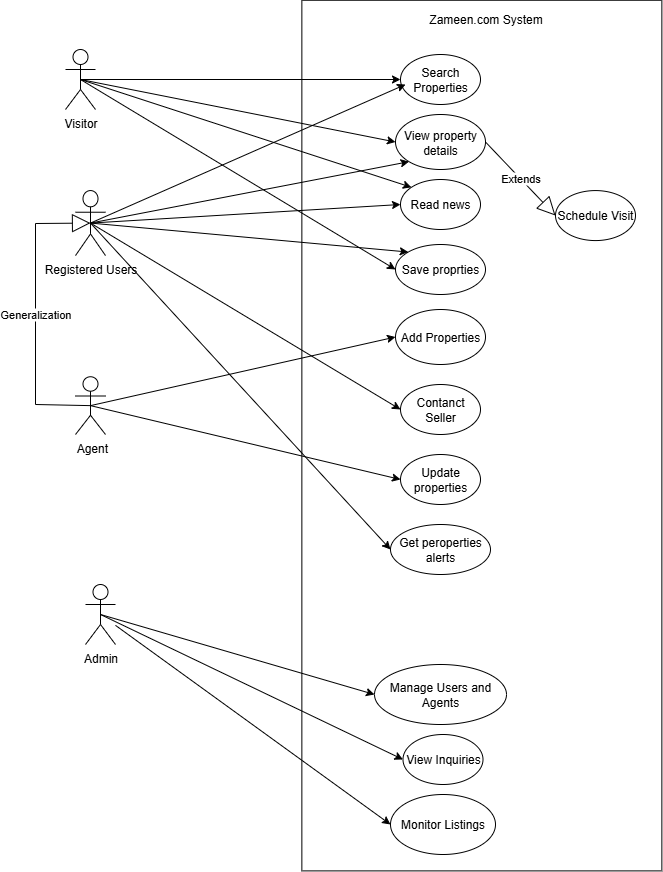 Zameen.com System
Search
Properties
Visitor
View property
details
Extends
Read news
Schedule Visit
Registered Users
Save proprties
Generalization
Add Properties
Contanct
Seller
Agent
Update
properties
Get peroperties
alerts
Admin
Manage Users and
Agents
View Inquiries
Monitor Listings